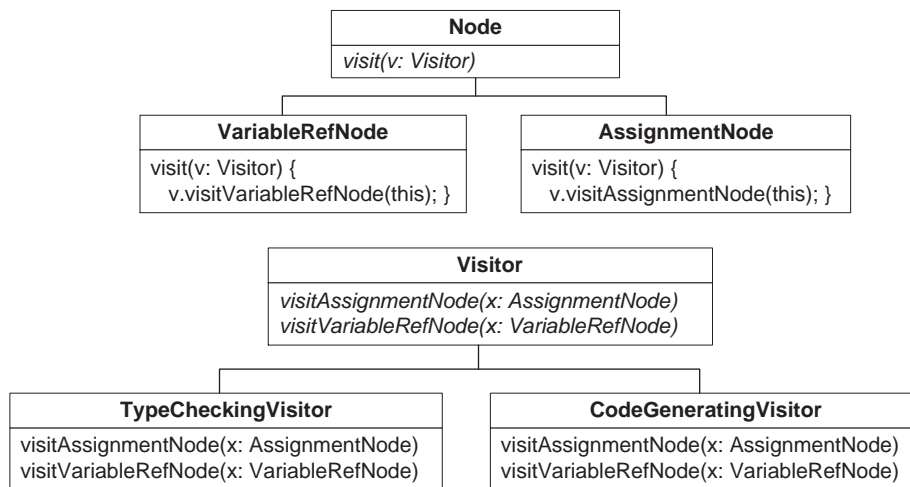 Node
visit(v: Visitor)
VariableRefNode
visit(v: Visitor) {
v.visitVariableRefNode(this); }
AssignmentNode
visit(v: Visitor) {
v.visitAssignmentNode(this); }
Visitor
visitAssignmentNode(x: AssignmentNode)
visitVariableRefNode(x: VariableRefNode)
TypeCheckingVisitor
visitAssignmentNode(x: AssignmentNode)
visitVariableRefNode(x: VariableRefNode)
CodeGeneratingVisitor
visitAssignmentNode(x: AssignmentNode)
visitVariableRefNode(x: VariableRefNode)